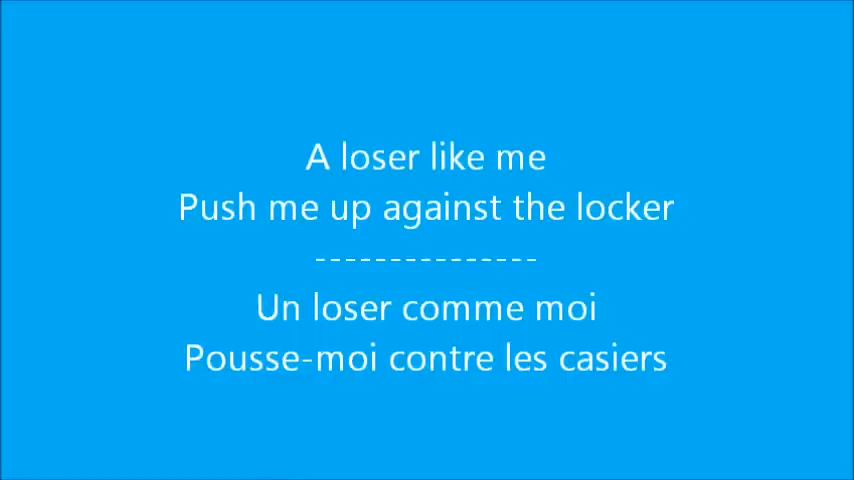 A loser like me
Push me up against the locker
---------------
Un loser comme moi
Pousse-moi contre les casiers